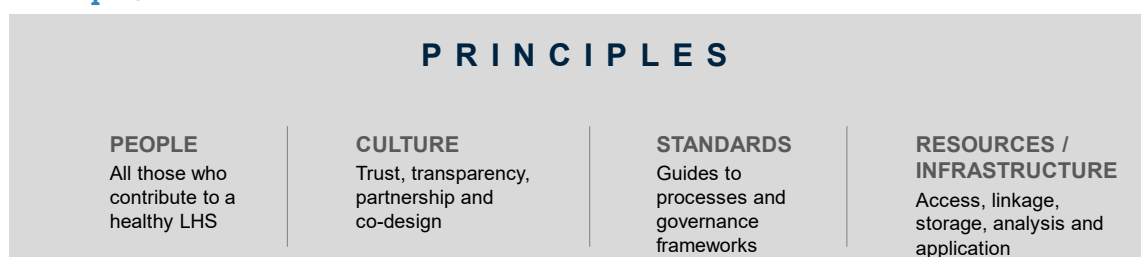 PRINCIPLES
PEOPLE
All those who
contribute to a
healthy LHS
CULTURE
Trust, transparency,
partnership and
co-design
STANDARDS
Guides to
processes and
governance
frameworks
RESOURCES /
INFRASTRUCTURE
Access, linkage,
storage, analysis and
application